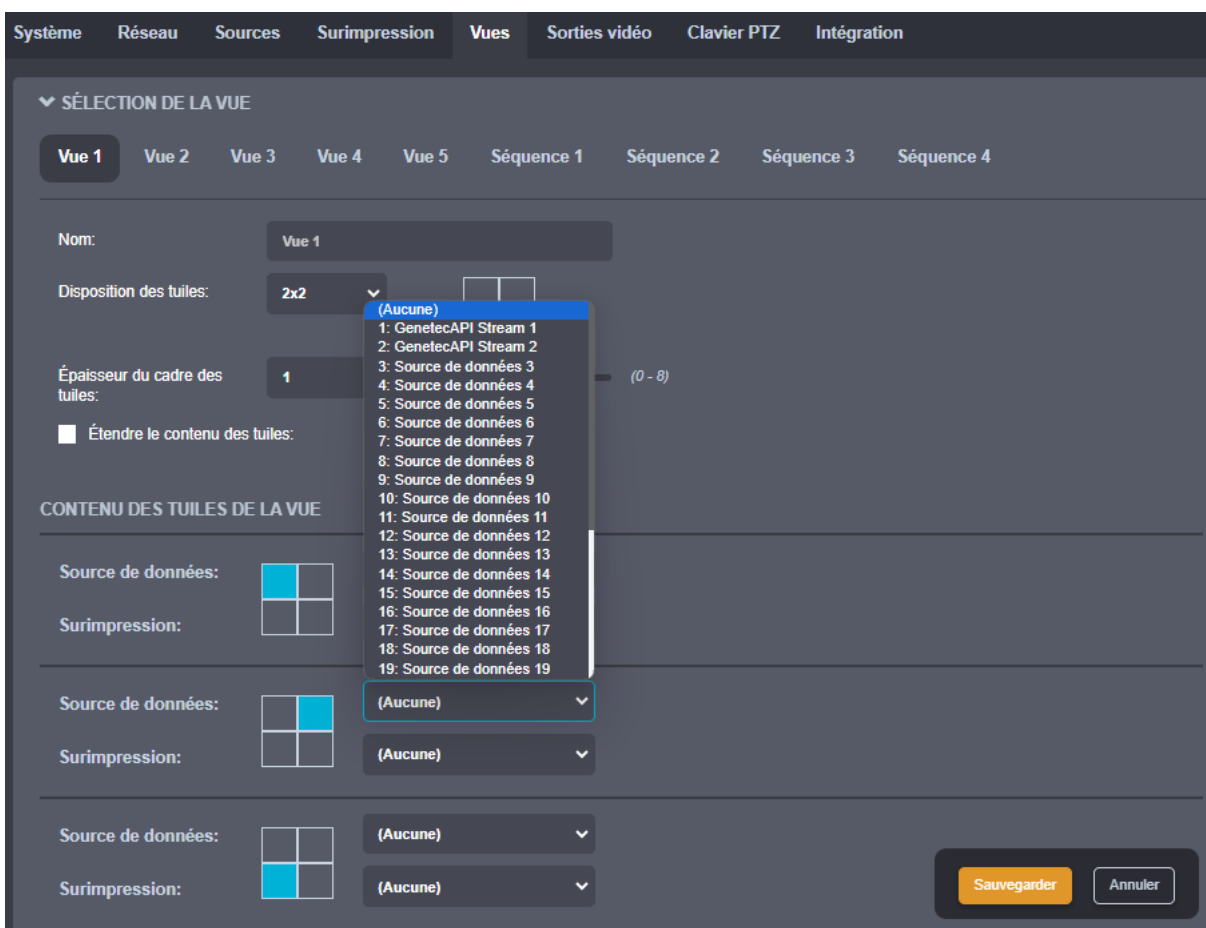 Système Réseau Sources Surimpression Vues Sorties vidéo Clavier PTZ Intégration
SÉLECTION DE LA VUE
Vue 1 Vue 2 Vue 3 Vue 4 Vue 5 Séquence 1 Séquence 2 Séquence 3 Séquence 4
Nom: Vue 1
Disposition des tuiles: 2x2
(Aucune)
1: GenetecAPI Stream 1
2: GenetecAPI Stream 2
3: Source de données 3
4: Source de données 4
5: Source de données 5
6: Source de données 6
7: Source de données 7
8: Source de données 8
9: Source de données 9
10: Source de données 10
11: Source de données 11
12: Source de données 12
13: Source de données 13
14: Source de données 14
15: Source de données 15
16: Source de données 16
17: Source de données 17
18: Source de données 18
19: Source de données 19
Épaisseur du cadre des
tuiles:
1 (0 - 8)
Étendre le contenu des tuiles:
CONTENU DES TUILES DE LA VUE
Source de données:
Surimpression:
Source de données: (Aucune)
Surimpression: (Aucune)
Source de données: (Aucune)
Surimpression: (Aucune)
Sauvegarder Annuler